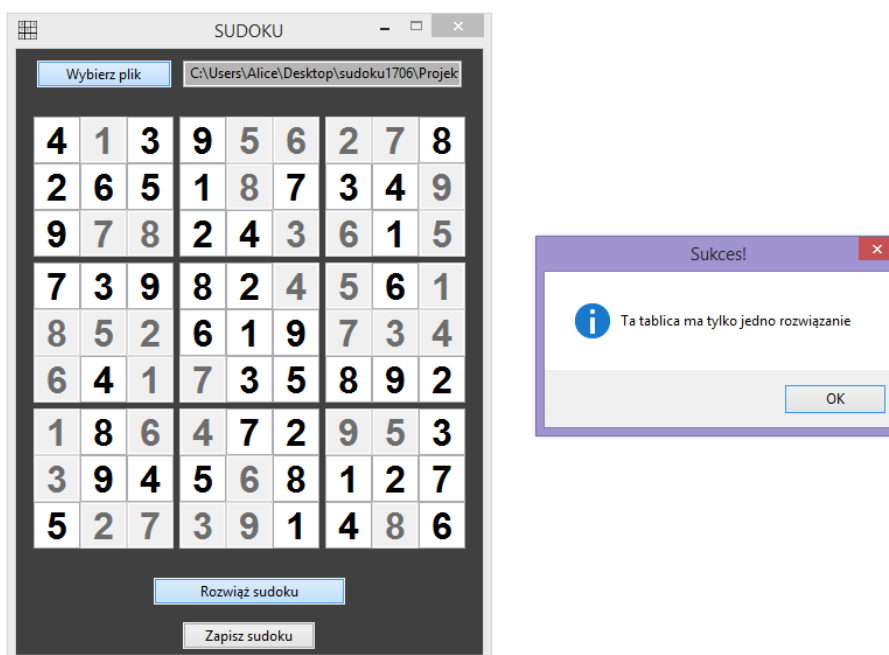 SUDOKU
Wybierz plik
C:\Users\Alice\Desktop\sudoku1706\Projek
4 1 3 9 5 6 2 7 8
2 6 5 1 8 7 3 4 9
9 7 8 2 4 3 6 1 5
7 3 9 8 2 4 5 6 1
8 5 2 6 1 9 7 3 4
6 4 1 7 3 5 8 9 2
1 8 6 4 7 2 9 5 3
3 9 4 5 6 8 1 2 7
5 2 7 3 9 1 4 8 6
Rozwiąż sudoku
Zapisz sudoku
Sukces!
Ta tablica ma tylko jedno rozwiązanie
OK